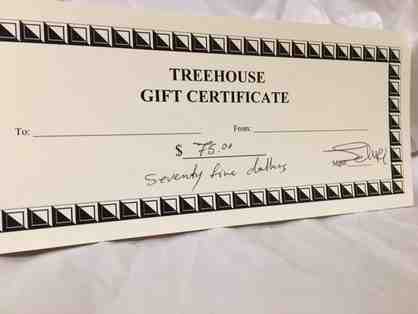 TREEHOUSE
GIFT CERTIFICATE
To: From:
$ 75.00
Seventy five dollars